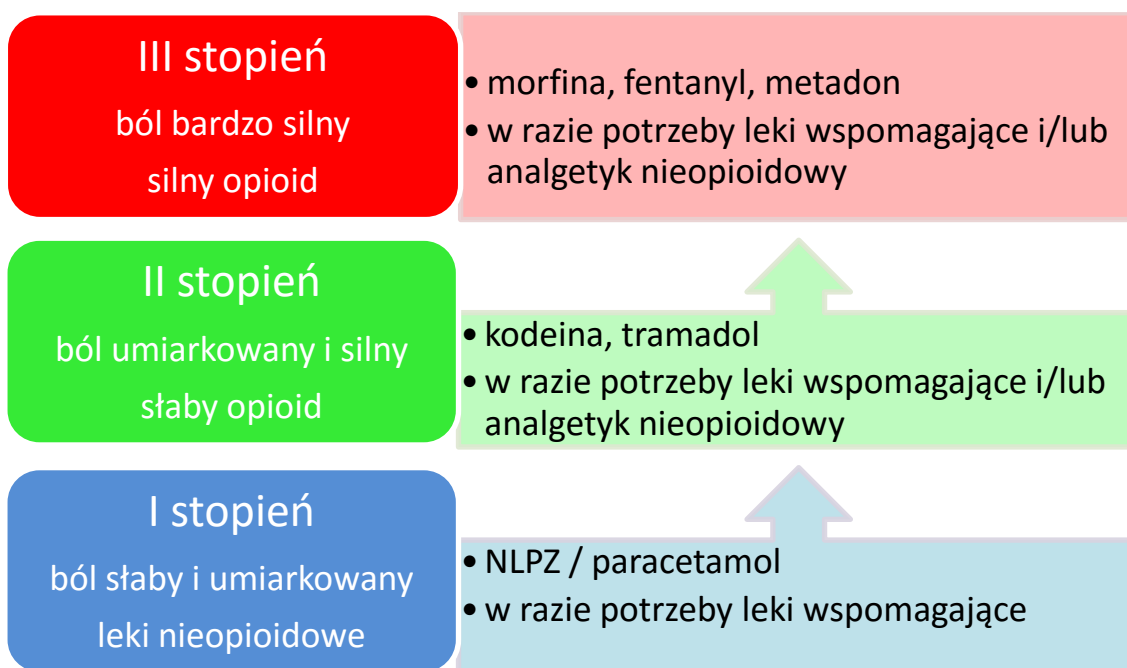 III stopień
ból bardzo silny
silny opioid
• morfina, fentanyl, metadon
• w razie potrzeby leki wspomagające i/lub
analgetyk nieopioidowy
II stopień
ból umiarkowany i silny
słaby opioid
• kodeina, tramadol
• w razie potrzeby leki wspomagające i/lub
analgetyk nieopioidowy
I stopień
ból słaby i umiarkowany
leki nieopioidowe
• NLPZ / paracetamol
• w razie potrzeby leki wspomagające